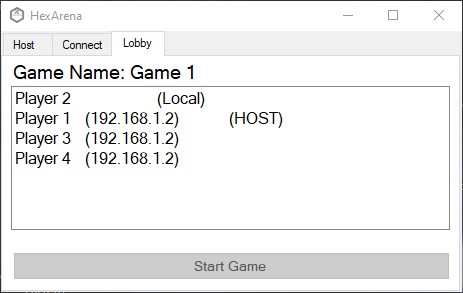 HexArena
Host Connect Lobby
Game Name: Game 1
Player 2 (Local)
Player 1 (192.168.1.2) (HOST)
Player 3 (192.168.1.2)
Player 4 (192.168.1.2)
Start Game